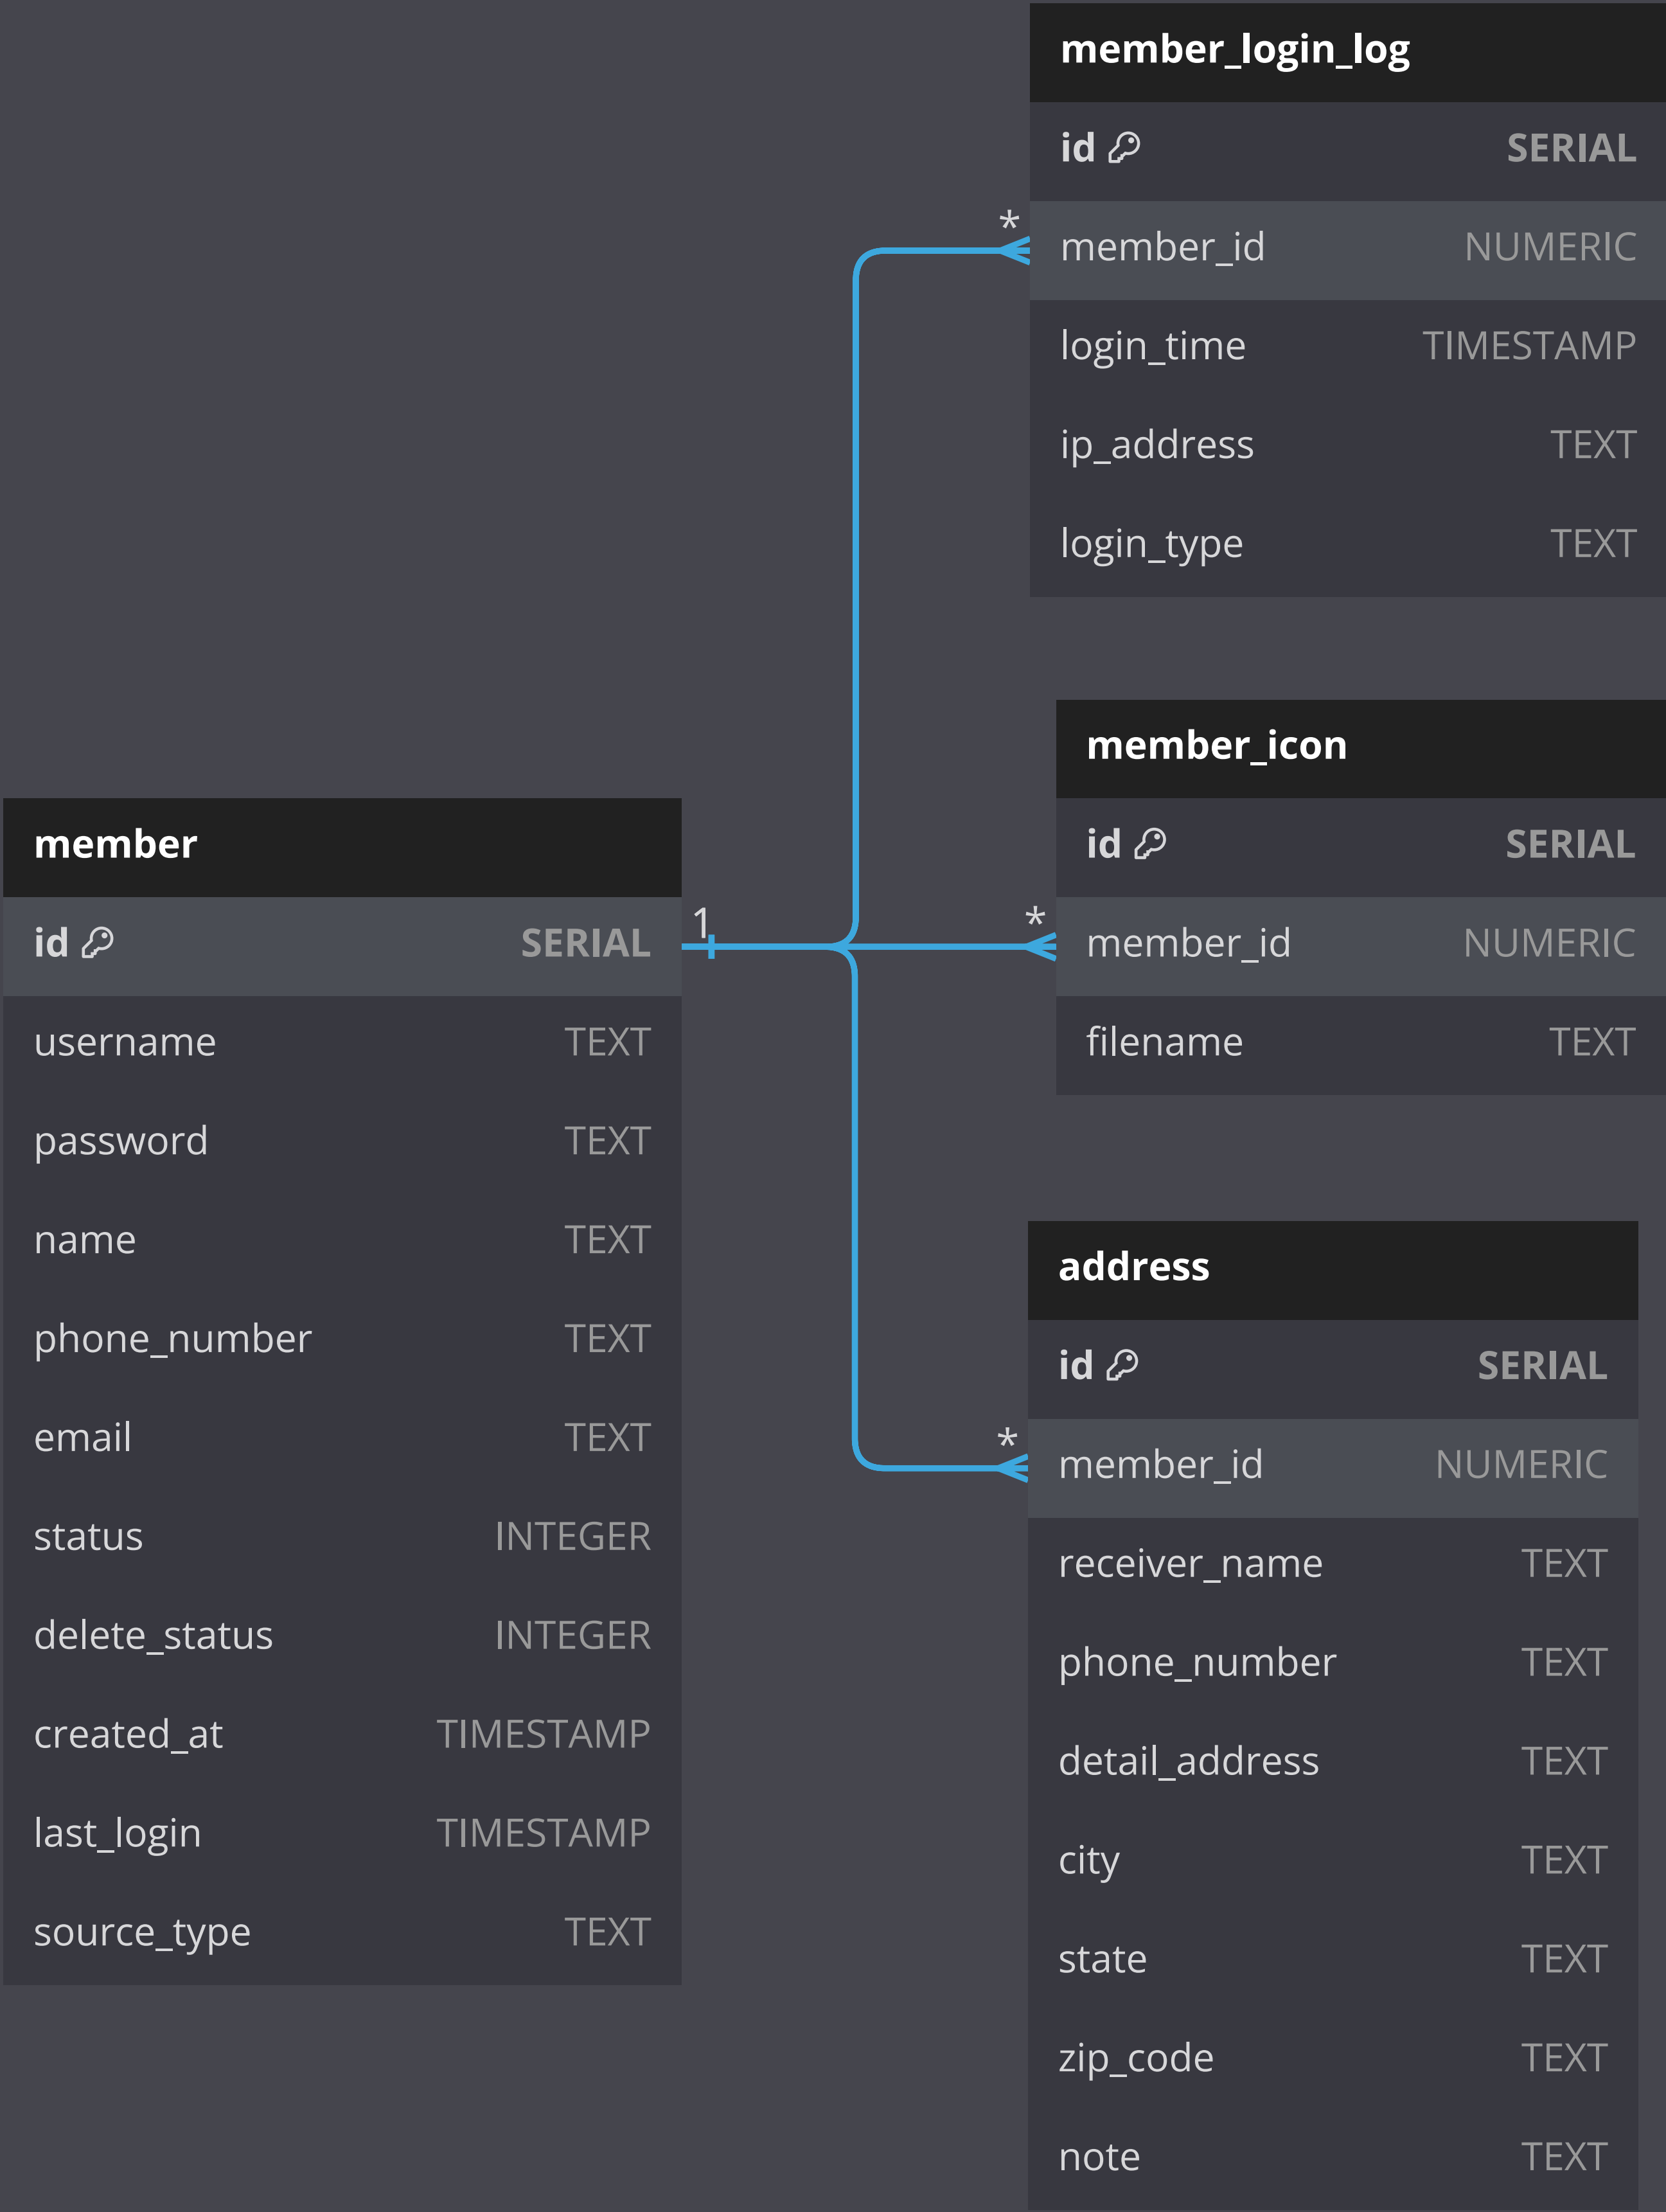 member_login_log
id SERIAL
* member_id NUMERIC
login_time TIMESTAMP
ip_address TEXT
login_type TEXT
member_icon
id SERIAL
* member_id NUMERIC
filename TEXT
member
id SERIAL 1
username TEXT
password TEXT
name TEXT
phone_number TEXT
email TEXT
status INTEGER
delete_status INTEGER
created_at TIMESTAMP
last_login TIMESTAMP
source_type TEXT
address
id SERIAL
* member_id NUMERIC
receiver_name TEXT
phone_number TEXT
detail_address TEXT
city TEXT
state TEXT
zip_code TEXT
note TEXT